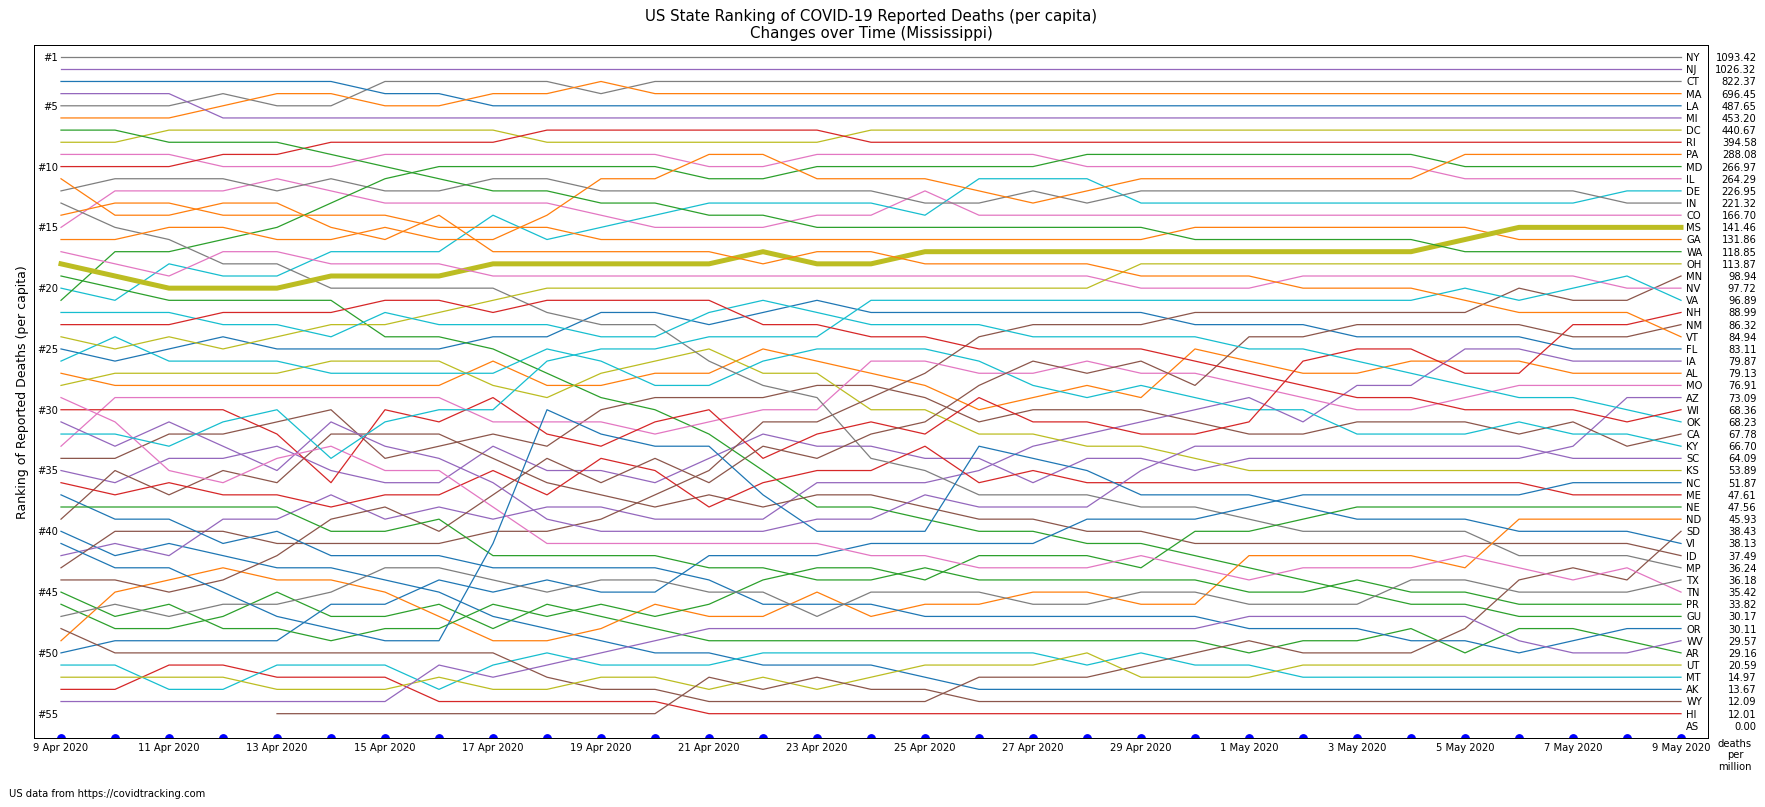 US State Ranking of COVID-19 Reported Deaths (per capita)
Changes over Time (Mississippi)
Ranking of Reported Deaths (per capita)
#1
#5
#10
#15
#20
#25
#30
#35
#40
#45
#50
#55
NY 1093.42
NJ 1026.32
CT 822.37
MA 696.45
LA 487.65
MI 453.20
DC 440.67
RI 394.58
PA 288.08
MD 266.97
IL 264.29
DE 226.95
IN 221.32
CO 166.70
MS 141.46
GA 131.86
WA 118.85
OH 113.87
MN 98.94
NV 97.72
VA 96.89
NH 88.99
NM 86.32
VT 84.94
FL 83.11
IA 79.87
AL 79.13
MO 76.91
AZ 73.09
WI 68.36
OK 68.23
CA 67.78
KY 66.70
SC 64.09
KS 53.89
NC 51.87
ME 47.61
NE 47.56
ND 45.93
SD 38.43
VI 38.13
ID 37.49
MP 36.24
TX 36.18
TN 35.42
PR 33.82
GU 30.17
OR 30.11
WV 29.57
AR 29.16
UT 20.59
MT 14.97
AK 13.67
WY 12.09
HI 12.01
AS 0.00
9 Apr 2020 11 Apr 2020 13 Apr 2020 15 Apr 2020 17 Apr 2020 19 Apr 2020 21 Apr 2020 23 Apr 2020 25 Apr 2020 27 Apr 2020 29 Apr 2020 1 May 2020 3 May 2020 5 May 2020 7 May 2020 9 May 2020
deaths
per
million
US data from https://covidtracking.com